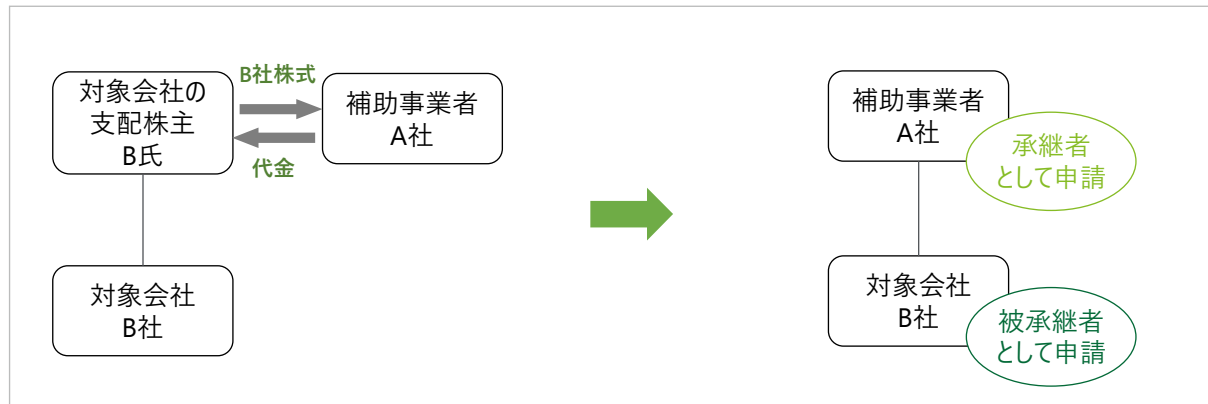 対象会社の
支配株主
B氏
B社株式
代金
補助事業者
A社
対象会社
B社
補助事業者
A社
承継者
として申請
対象会社
B社
被承継者
として申請